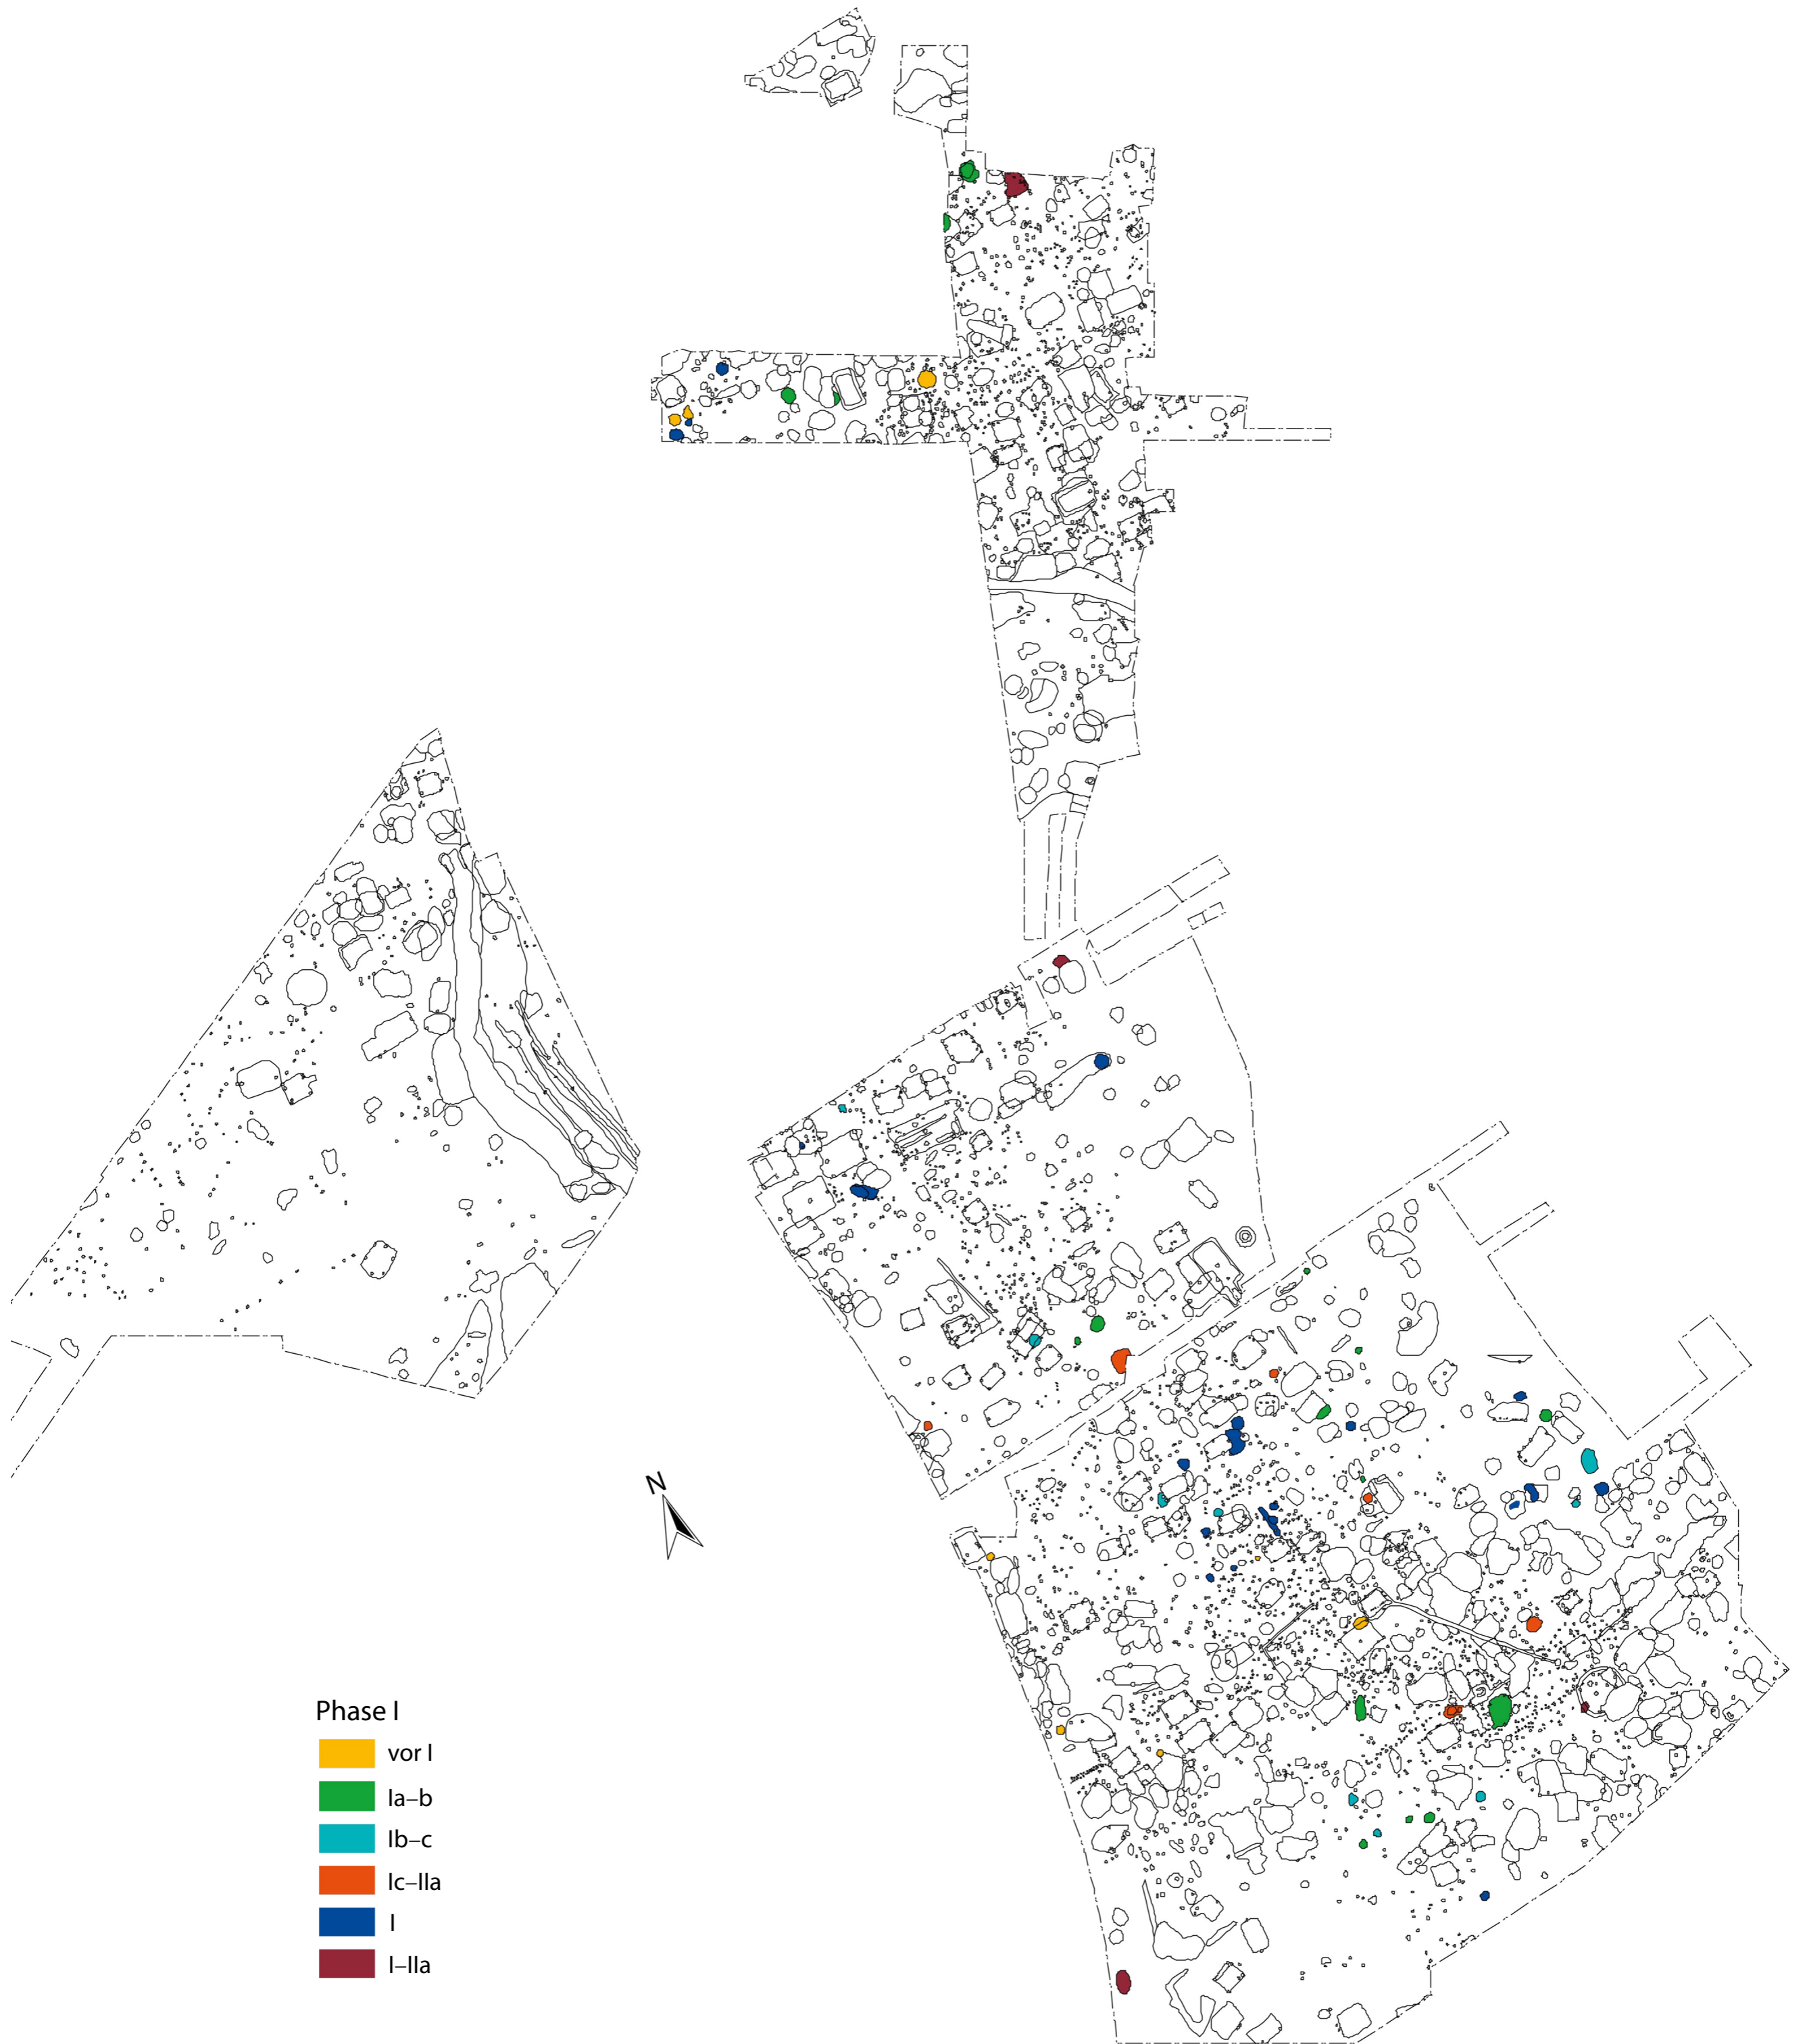 N
Phase I
vor I
Ia–b
Ib–c
Ic–IIa
I
I–IIa